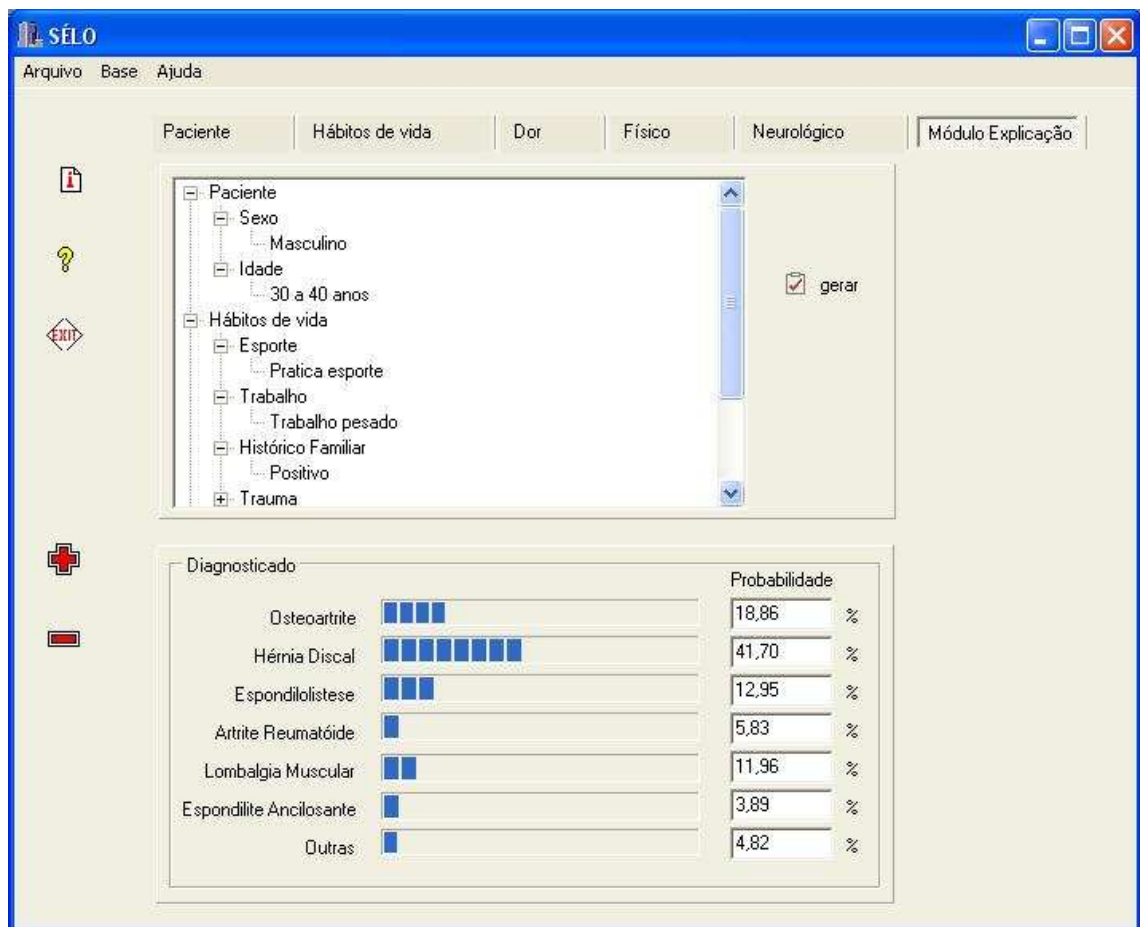 SÉLO
Arquivo Base Ajuda
Paciente Hábitos de vida Dor Físico Neurológico Módulo Explicação
Paciente
Sexo
Masculino
Idade
30 a 40 anos
Hábitos de vida
Esporte
Pratica esporte
Trabalho
Trabalho pesado
Histórico Familiar
Positivo
Trauma
gerar
EXIT
Diagnosticado
Probabilidade
Osteoartrite 18,86 %
Hérnia Discal 41,70 %
Espondilolistese 12,95 %
Artrite Reumatóide 5,83 %
Lombalgia Muscular 11,96 %
Espondilite Ancilosante 3,89 %
Outras 4,82 %